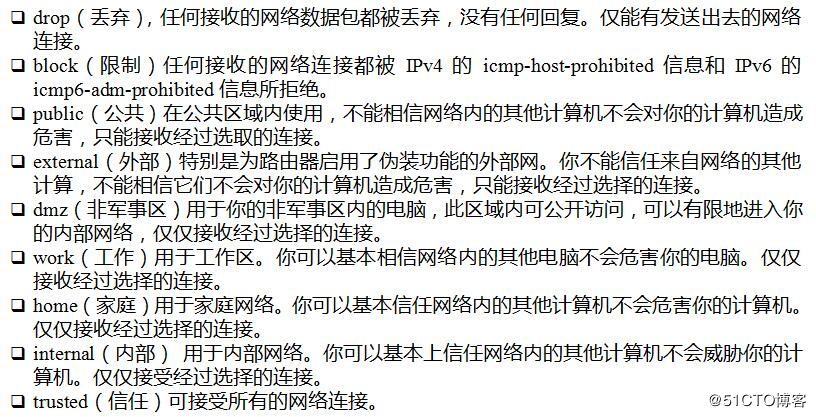 ❑ drop（丢弃），任何接收的网络数据包都被丢弃，没有任何回复。仅能有发送出去的网络
连接。
❑ block（限制）任何接收的网络连接都被 IPv4 的 icmp-host-prohibited 信息和 IPv6 的
icmp6-adm-prohibited 信息所拒绝。
❑ public（公共）在公共区域内使用，不能相信网络内的其他计算机不会对你的计算机造成
危害，只能接收经过选取的连接。
❑ external（外部）特别是为路由器启用了伪装功能的外部网。你不能信任来自网络的其他
计算，不能相信它们不会对你的计算机造成危害，只能接收经过选择的连接。
❑ dmz（非军事区）用于你的非军事区内的电脑，此区域内可公开访问，可以有限地进入你
的内部网络，仅仅接收经过选择的连接。
❑ work（工作）用于工作区。你可以基本相信网络内的其他电脑不会危害你的电脑。仅仅
接收经过选择的连接。
❑ home（家庭）用于家庭网络。你可以基本信任网络内的其他计算机不会危害你的计算机。
仅仅接收经过选择的连接。
❑ internal（内部） 用于内部网络。你可以基本上信任网络内的其他计算机不会威胁你的计
算机。仅仅接受经过选择的连接。
❑ trusted（信任）可接受所有的网络连接。
@51CTO博客